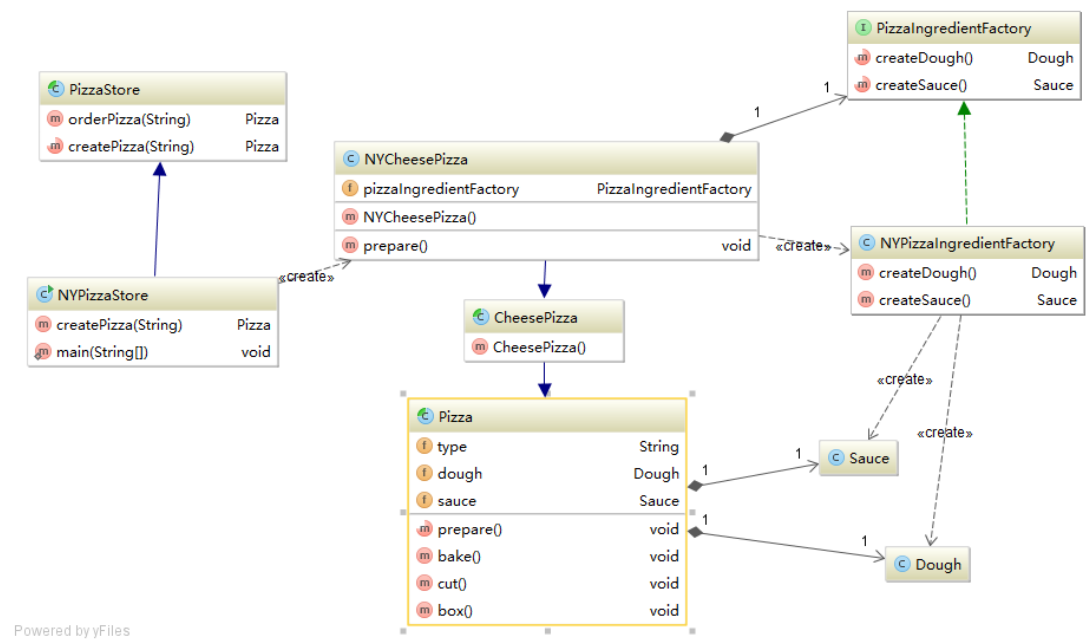 PizzaIngredientFactory
createDough() Dough
createSauce() Sauce
1
1
PizzaStore
orderPizza(String) Pizza
createPizza(String) Pizza
NYCheesePizza
pizzaIngredientFactory PizzaIngredientFactory
NYCheesePizza()
prepare() void
«create»
«create»
NYPizzaIngredientFactory
createDough() Dough
createSauce() Sauce
NYPizzaStore
createPizza(String) Pizza
main(String[]) void
CheesePizza
CheesePizza()
«create»
«create»
Pizza
type String
dough Dough
sauce Sauce
prepare() void
bake() void
cut() void
box() void
1
1
Sauce
1
1
Dough
Powered by yFiles